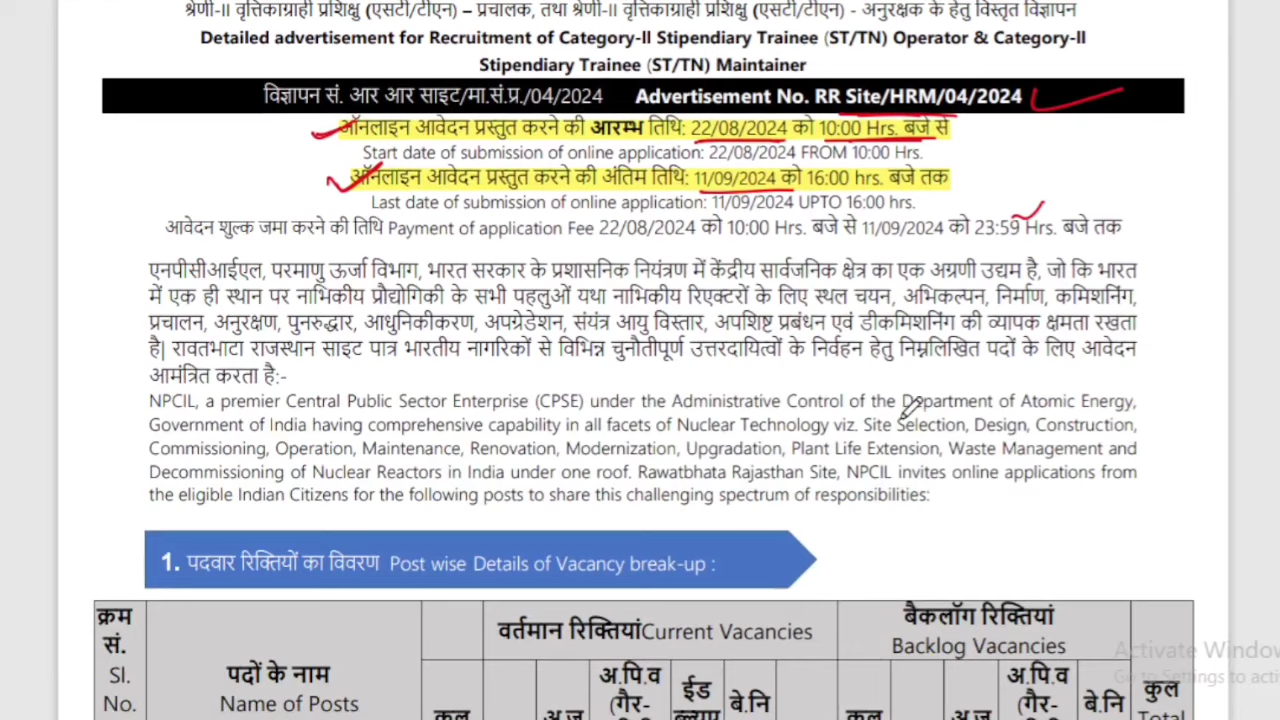 श्रेणी-II वृत्तिकाग्राही प्रशिक्षु (एसटी/टीएन) – प्रचालक, तथा श्रेणी-II वृत्तिकाग्राही प्रशिक्षु (एसटी/टीएन) - अनुरक्षक के हेतु विस्तृत विज्ञापन
Detailed advertisement for Recruitment of Category-II Stipendiary Trainee (ST/TN) Operator & Category-II
Stipendiary Trainee (ST/TN) Maintainer
विज्ञापन सं. आर आर साइट/मा.सं.प्र./04/2024 Advertisement No. RR Site/HRM/04/2024
ऑनलाइन आवेदन प्रस्तुत करने की आरम्भ तिथि: 22/08/2024 को 10:00 Hrs. बजे से
Start date of submission of online application: 22/08/2024 FROM 10:00 Hrs.
ऑनलाइन आवेदन प्रस्तुत करने की अंतिम तिथि: 11/09/2024 को 16:00 hrs. बजे तक
Last date of submission of online application: 11/09/2024 UPTO 16:00 hrs.
आवेदन शुल्क जमा करने की तिथि Payment of application Fee 22/08/2024 को 10:00 Hrs. बजे से 11/09/2024 को 23:59 Hrs. बजे तक
एनपीसीआईएल, परमाणु ऊर्जा विभाग, भारत सरकार के प्रशासनिक नियंत्रण में केंद्रीय सार्वजनिक क्षेत्र का एक अग्रणी उद्यम है, जो कि भारत
में एक ही स्थान पर नाभिकीय प्रौद्योगिकी के सभी पहलुओं यथा नाभिकीय रिएक्टरों के लिए स्थल चयन, अभिकल्पन, निर्माण, कमिशनिंग,
प्रचालन, अनुरक्षण, पुनरुद्धार, आधुनिकीकरण, अपग्रेडेशन, संयंत्र आयु विस्तार, अपशिष्ट प्रबंधन एवं डीकमिशनिंग की व्यापक क्षमता रखता
है| रावतभाटा राजस्थान साइट पात्र भारतीय नागरिकों से विभिन्न चुनौतीपूर्ण उत्तरदायित्वों के निर्वहन हेतु निम्नलिखित पदों के लिए आवेदन
आमंत्रित करता है:-
NPCIL, a premier Central Public Sector Enterprise (CPSE) under the Administrative Control of the Department of Atomic Energy,
Government of India having comprehensive capability in all facets of Nuclear Technology viz. Site Selection, Design, Construction,
Commissioning, Operation, Maintenance, Renovation, Modernization, Upgradation, Plant Life Extension, Waste Management and
Decommissioning of Nuclear Reactors in India under one roof. Rawatbhata Rajasthan Site, NPCIL invites online applications from
the eligible Indian Citizens for the following posts to share this challenging spectrum of responsibilities:
1. पदवार रिक्तियों का विवरण Post wise Details of Vacancy break-up :
क्रम
सं.
Sl.
No.
पदों के नाम
Name of Posts
वर्तमान रिक्तियांCurrent Vacancies
बैकलॉग रिक्तियां
Backlog Vacancies
अ.पि.व
(गैर-
ईड
बे.नि
अ.पि.व
(गैर-
बे.नि
कुल
Total
Activate Window
Go to Settings to acti